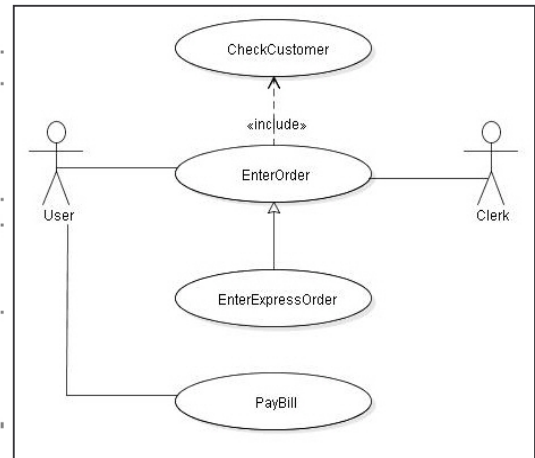 CheckCustomer
«include»
EnterOrder
User
Clerk
EnterExpressOrder
PayBill